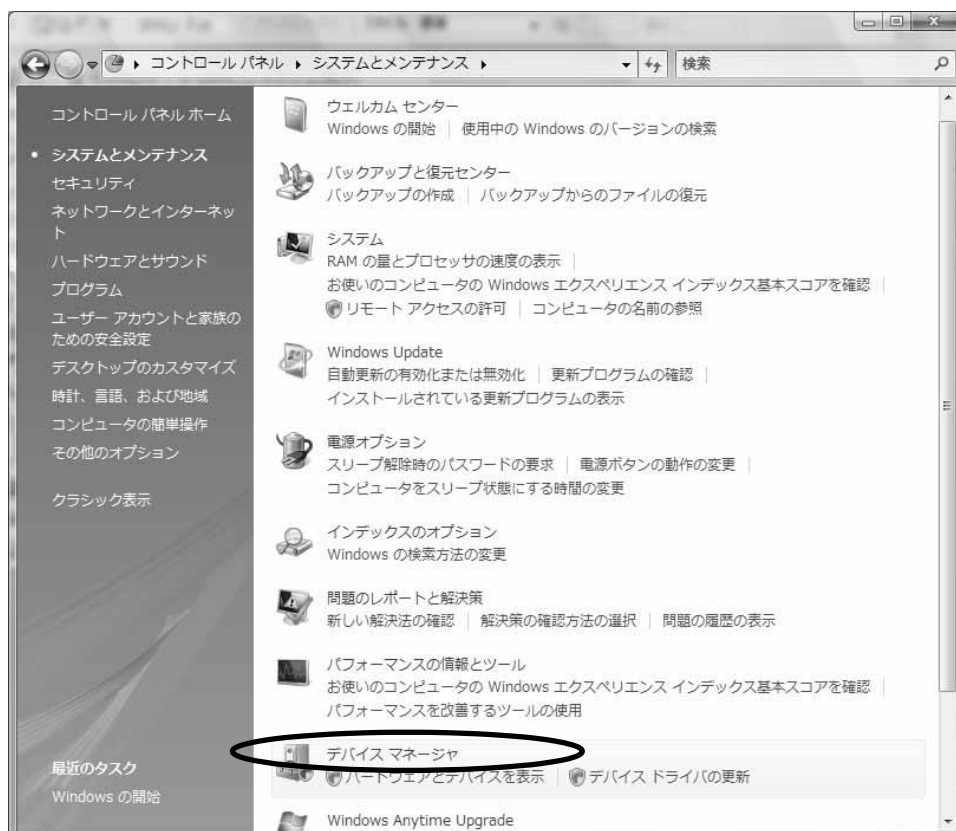 コントロール パネル ▸ システムとメンテナンス ▸ 検索
コントロール パネル ホーム
• システムとメンテナンス
セキュリティ
ネットワークとインターネッ
ト
ハードウェアとサウンド
プログラム
ユーザー アカウントと家族の
ための安全設定
デスクトップのカスタマイズ
時計、言語、および地域
コンピュータの簡単操作
その他のオプション
クラシック表示
最近のタスク
Windows の開始
ウェルカム センター
Windows の開始 | 使用中の Windows のバージョンの検索
バックアップと復元センター
バックアップの作成 | バックアップからのファイルの復元
システム
RAM の量とプロセッサの速度の表示 |
お使いのコンピュータの Windows エクスペリエンス インデックス基本スコアを確認 |
リモート アクセスの許可 | コンピュータの名前の参照
Windows Update
自動更新の有効化または無効化 | 更新プログラムの確認 |
インストールされている更新プログラムの表示
電源オプション
スリープ解除時のパスワードの要求 | 電源ボタンの動作の変更 |
コンピュータをスリープ状態にする時間の変更
インデックスのオプション
Windows の検索方法の変更
問題のレポートと解決策
新しい解決法の確認 | 解決策の確認方法の選択 | 問題の履歴の表示
パフォーマンスの情報とツール
お使いのコンピュータの Windows エクスペリエンス インデックス基本スコアを確認 |
パフォーマンスを改善するツールの使用
デバイス マネージャ
ハードウェアとデバイスを表示 | デバイス ドライバの更新
Windows Anytime Upgrade